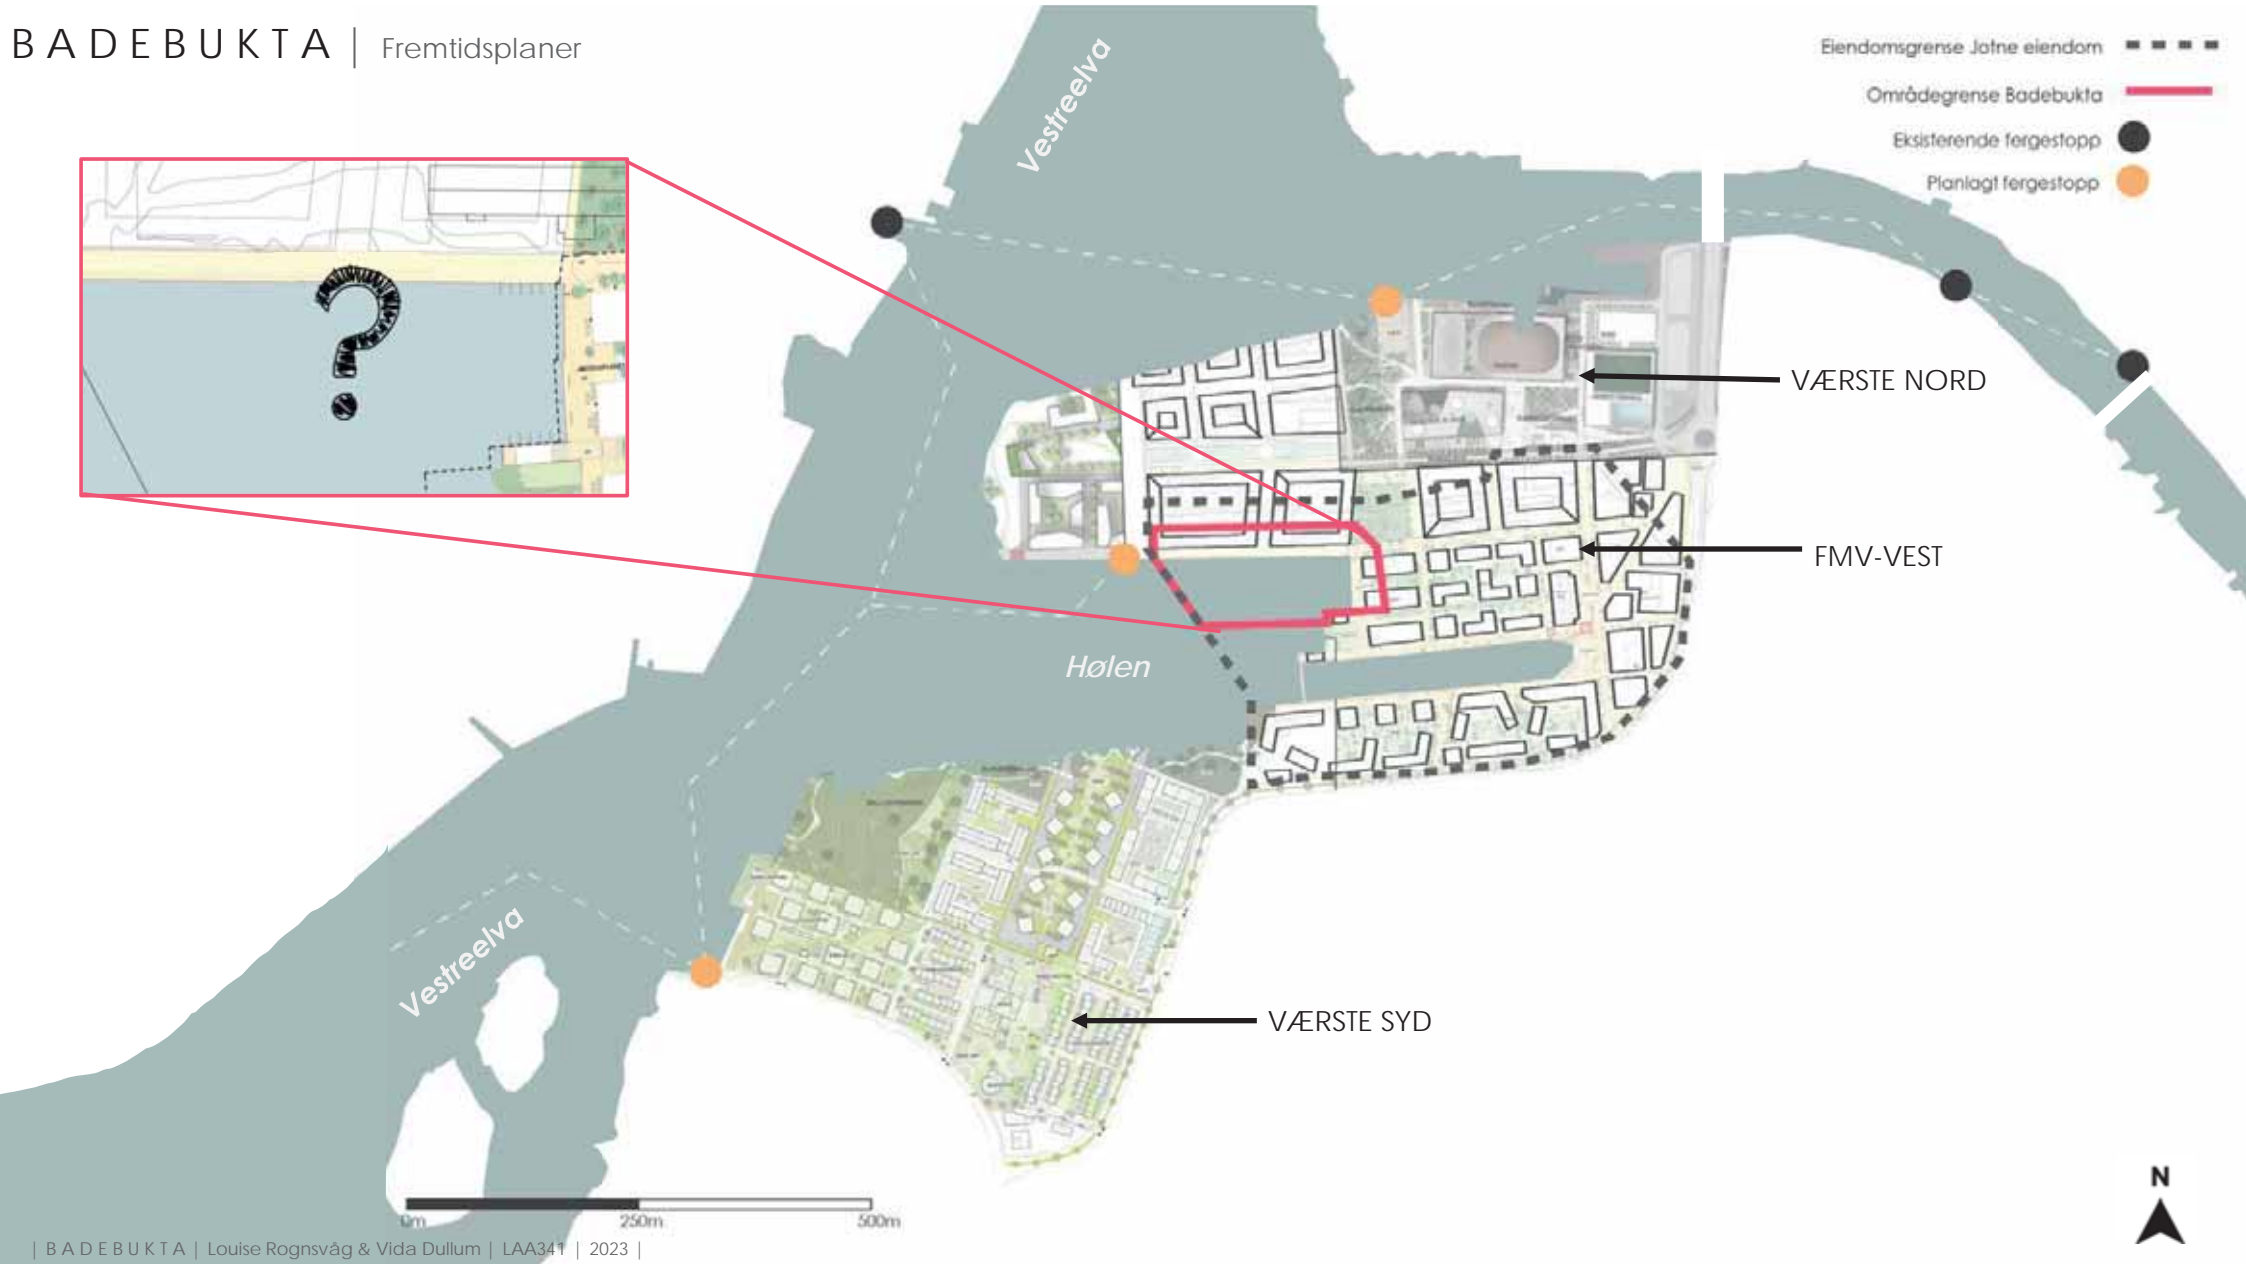 BADEBUKTA | Fremtidsplaner
Eiendomsgrense Jotne eiendom
Områdegrense Badebukta
Eksisterende fergestopp
Planlagt fergestopp
Vestreelva
VÆRSTE NORD
FMV-VEST
Hølen
Vestreelva
VÆRSTE SYD
0m 250m 500m
N
| BADEBUKTA | Louise Rognsvåg & Vida Dullum | LAA341 | 2023 |